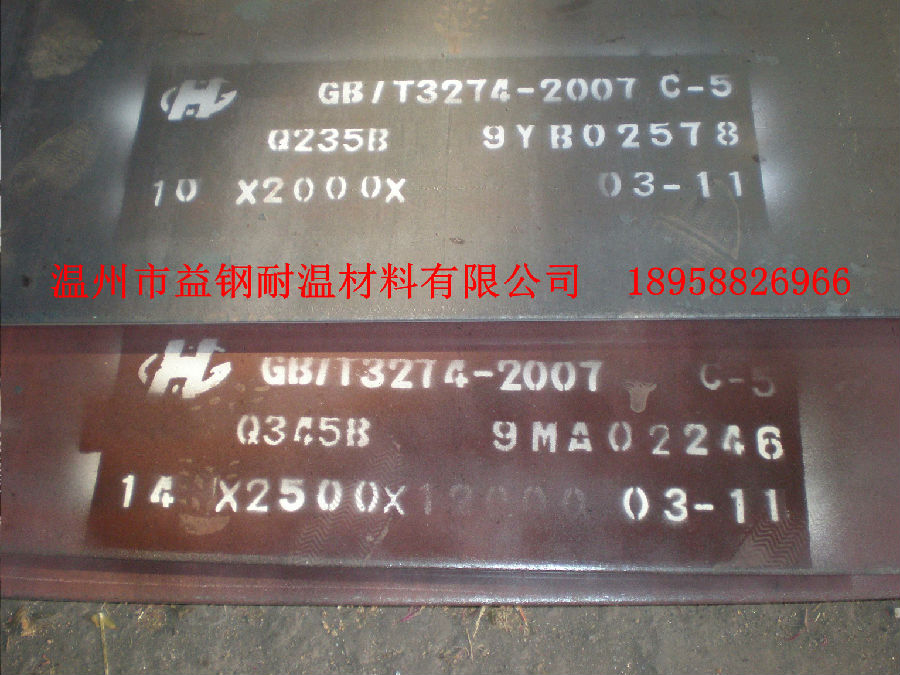 GB/T3274-2007 C-5
Q235B 9YB02578
10 X2000X 03-11
温州市益钢耐温材料有限公司 18958826966
GB/T3274-2007 C-5
Q345B 9MA02246
14 X2500X12000 03-11